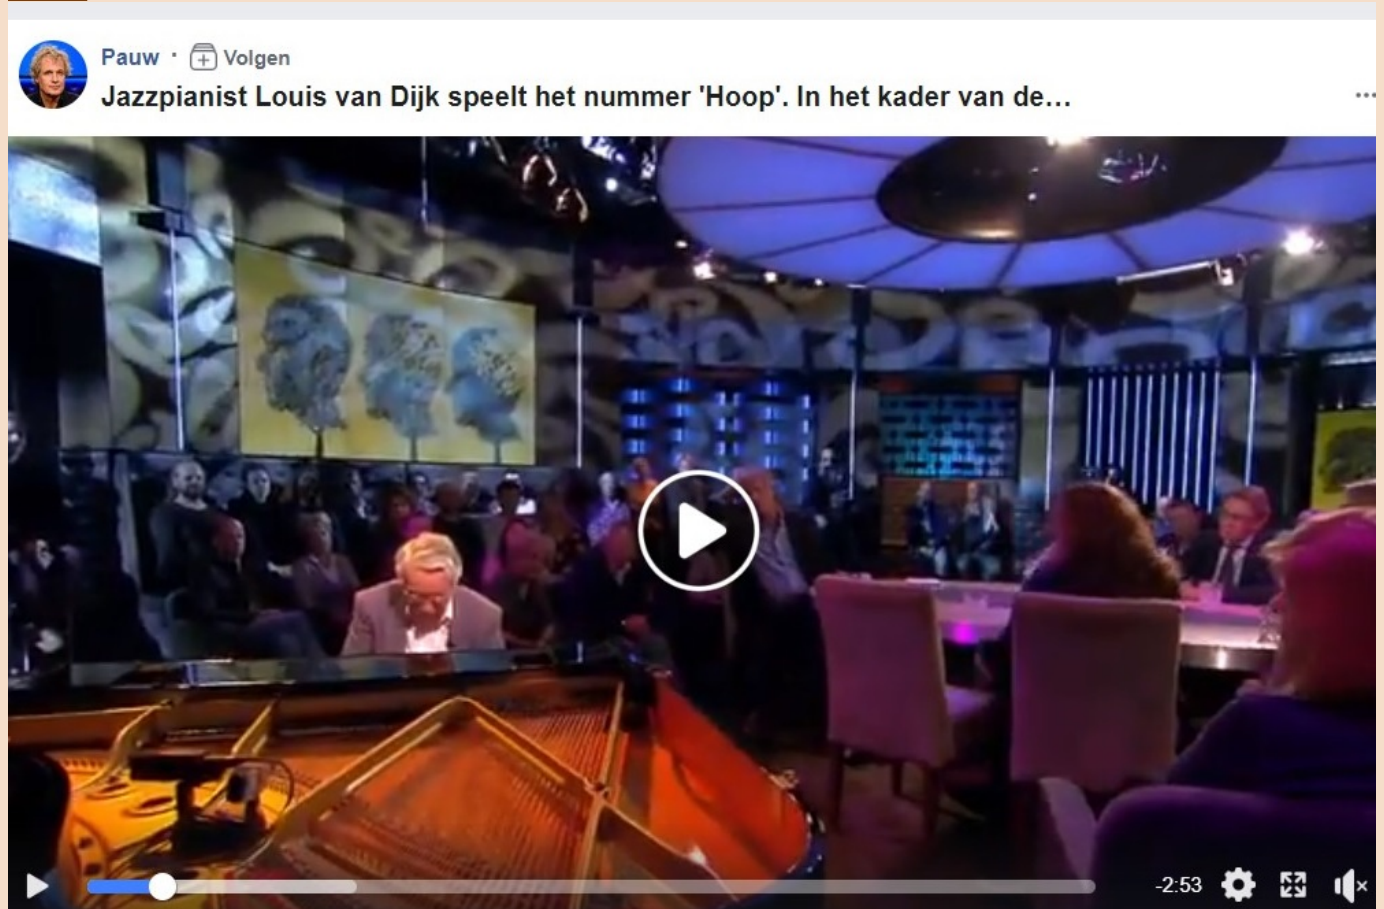 Pauw · Volgen
Jazzpianist Louis van Dijk speelt het nummer 'Hoop'. In het kader van de...
-2:53